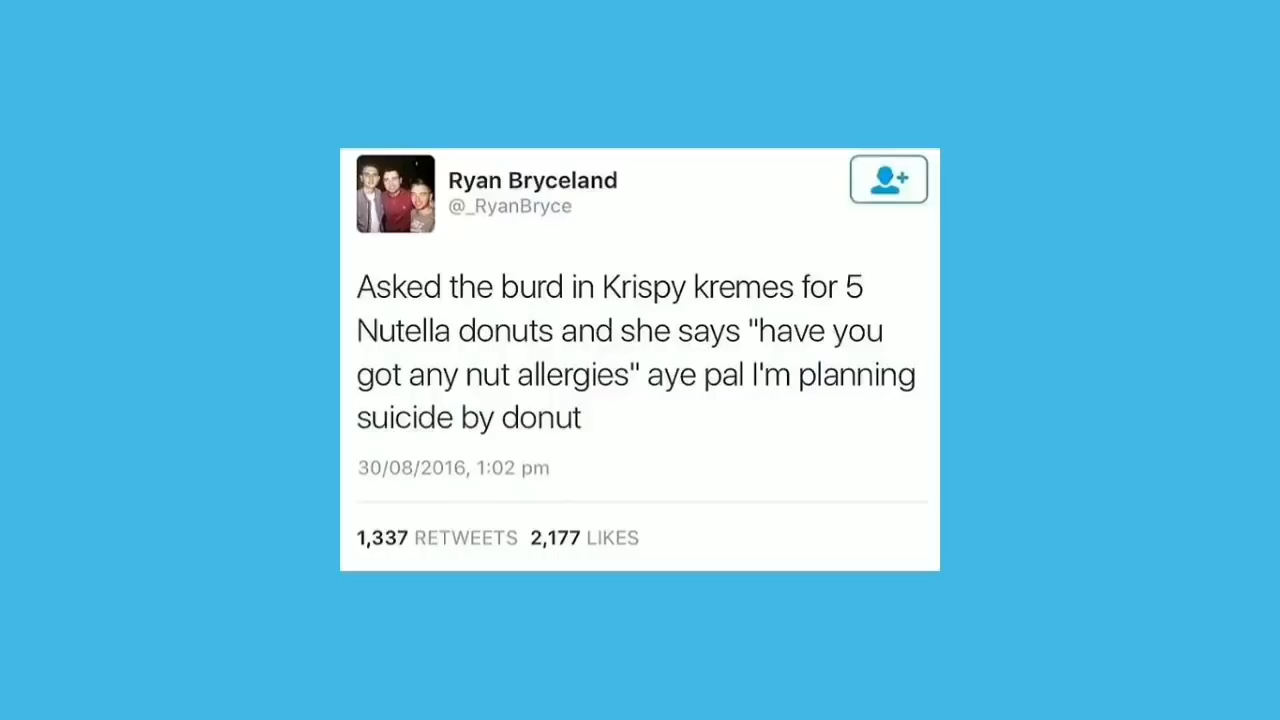 Ryan Bryceland
@_RyanBryce
Asked the burd in Krispy kremes for 5
Nutella donuts and she says "have you
got any nut allergies" aye pal I'm planning
suicide by donut
30/08/2016, 1:02 pm
1,337 RETWEETS 2,177 LIKES